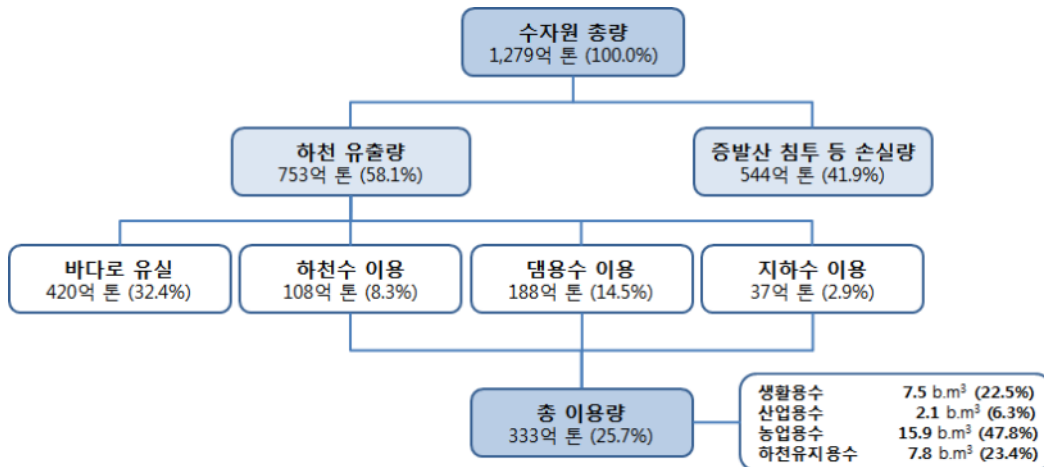 수자원 총량
1,279억 톤 (100.0%)
하천 유출량
753억 톤 (58.1%)
증발산 침투 등 손실량
544억 톤 (41.9%)
바다로 유실
420억 톤 (32.4%)
하천수 이용
108억 톤 (8.3%)
댐용수 이용
188억 톤 (14.5%)
지하수 이용
37억 톤 (2.9%)
총 이용량
333억 톤 (25.7%)
생활용수 7.5 b.m³ (22.5%)
산업용수 2.1 b.m³ (6.3%)
농업용수 15.9 b.m³ (47.8%)
하천유지용수 7.8 b.m³ (23.4%)